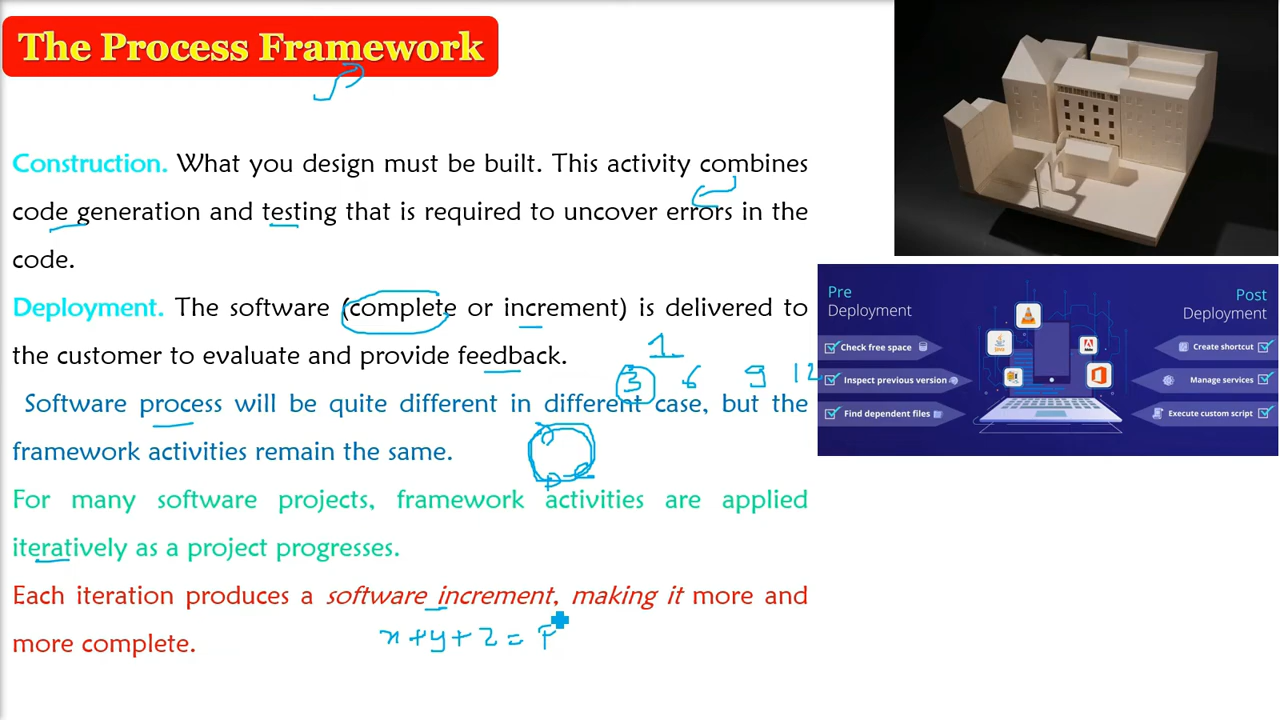 The Process Framework
Construction. What you design must be built. This activity combines
code generation and testing that is required to uncover errors in the
code.
Deployment. The software (complete or increment) is delivered to
the customer to evaluate and provide feedback.
1
3 6 9 12
Software process will be quite different in different case, but the
framework activities remain the same.
For many software projects, framework activities are applied
iteratively as a project progresses.
Each iteration produces a software increment, making it more and
more complete.
x+y+z=
Pre
Deployment
Check free space
Inspect previous version
Find dependent files
Post
Deployment
Create shortcut
Manage services
Execute custom script